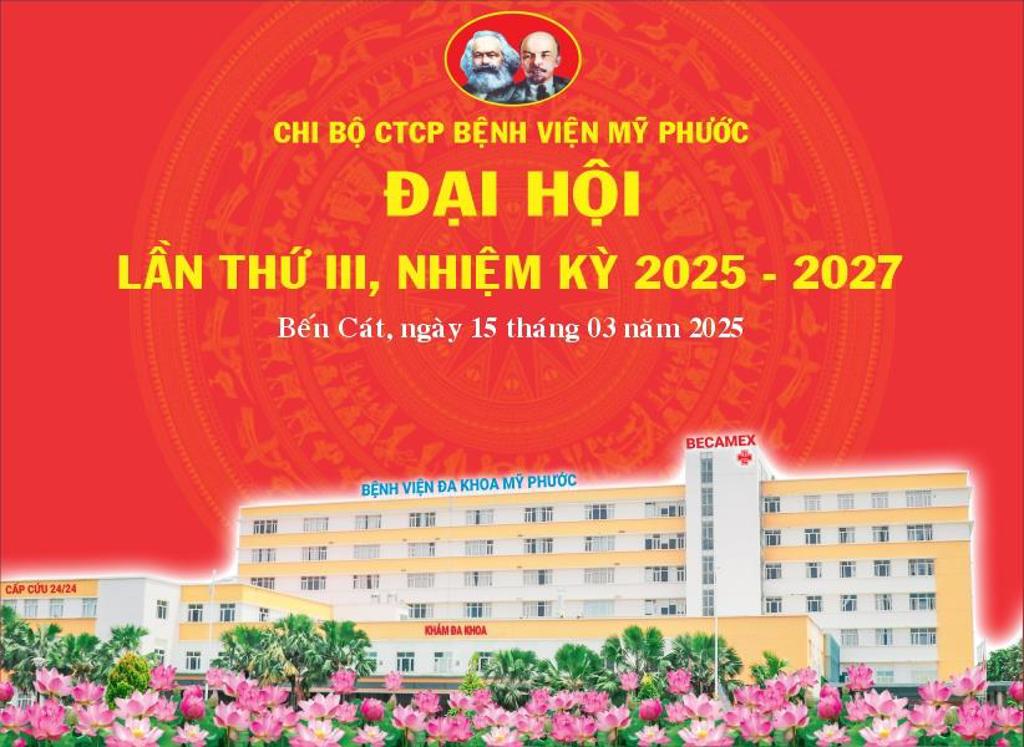 CHI BỘ CTCP BỆNH VIỆN MỸ PHƯỚC
ĐẠI HỘI
LẦN THỨ III, NHIỆM KỲ 2025 - 2027
Bến Cát, ngày 15 tháng 03 năm 2025
BECAMEX
BỆNH VIỆN ĐA KHOA MỸ PHƯỚC
CẤP CỨU 24/24
KHÁM ĐA KHOA